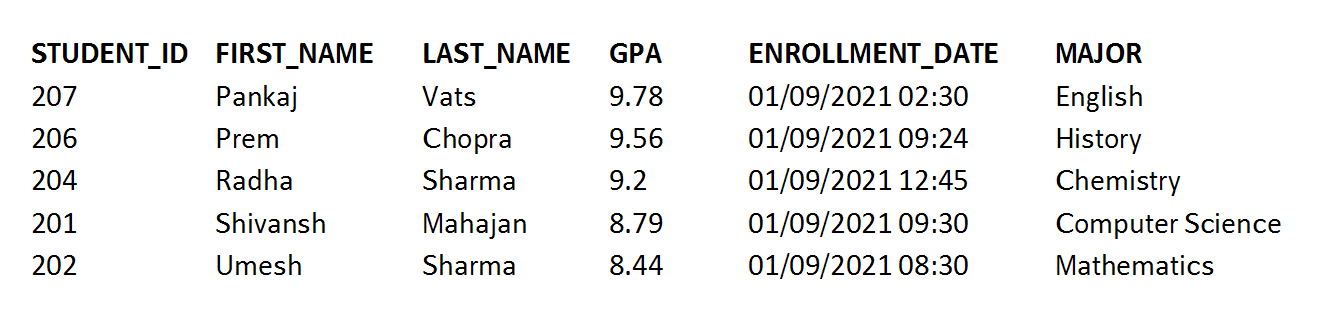 STUDENT_ID FIRST_NAME LAST_NAME GPA ENROLLMENT_DATE MAJOR
207 Pankaj Vats 9.78 01/09/2021 02:30 English
206 Prem Chopra 9.56 01/09/2021 09:24 History
204 Radha Sharma 9.2 01/09/2021 12:45 Chemistry
201 Shivansh Mahajan 8.79 01/09/2021 09:30 Computer Science
202 Umesh Sharma 8.44 01/09/2021 08:30 Mathematics